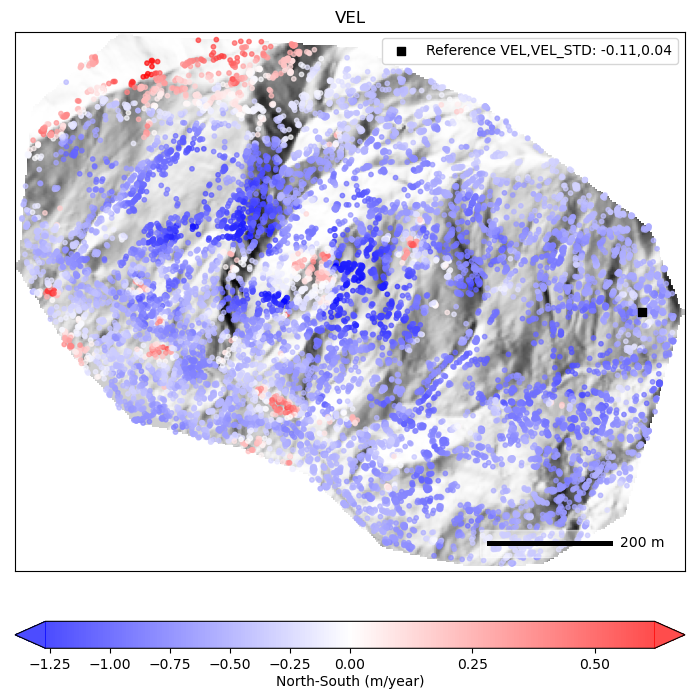 VEL
Reference VEL,VEL_STD: -0.11,0.04
200 m
−1.25 −1.00 −0.75 −0.50 −0.25 0.00 0.25 0.50
North-South (m/year)